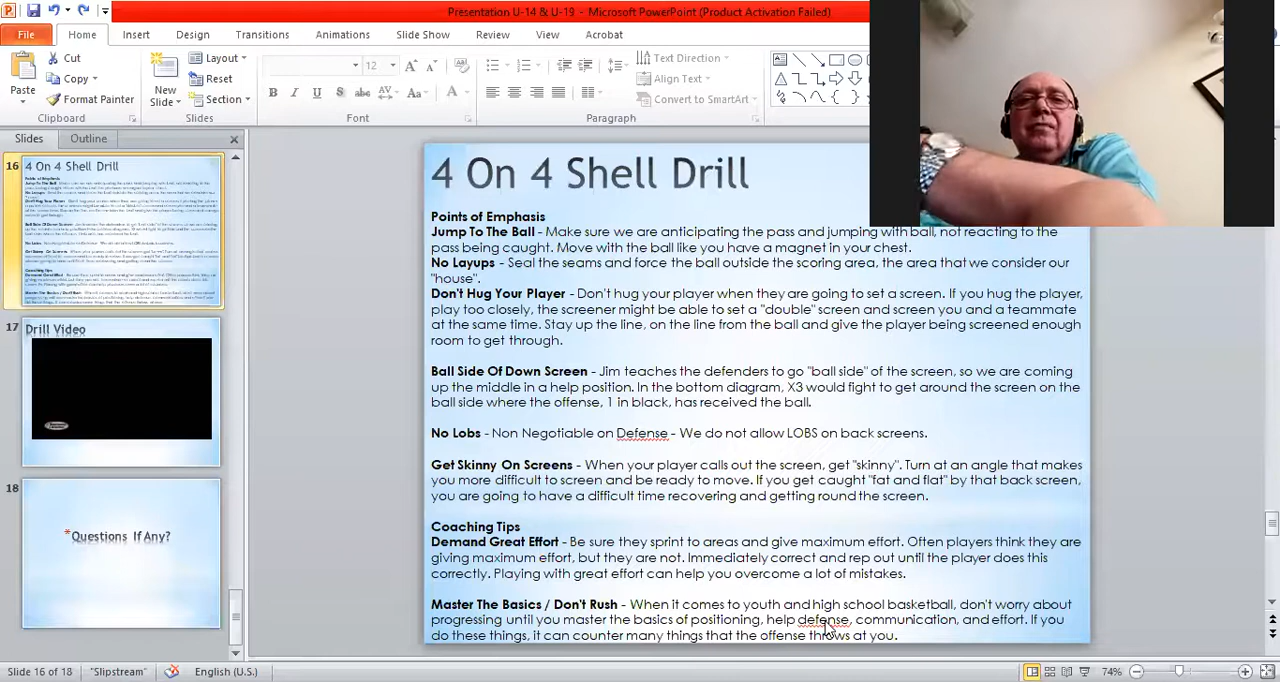 Presentation U-14 & U-19 - Microsoft PowerPoint (Product Activation Failed)
File Home Insert Design Transitions Animations Slide Show Review View Acrobat
Cut
Copy
Format Painter
Paste
Clipboard
New
Slide
Layout
Reset
Section
Slides
12
Font
Text Direction
Align Text
Convert to SmartArt
Paragraph
Slides Outline
16
4 On 4 Shell Drill
17
Drill Video
18
*Questions If Any?
4 On 4 Shell Drill
Points of Emphasis
Jump To The Ball - Make sure we are anticipating the pass and jumping with ball, not reacting to the
pass being caught. Move with the ball like you have a magnet in your chest.
No Layups - Seal the seams and force the ball outside the scoring area, the area that we consider our
"house".
Don't Hug Your Player - Don't hug your player when they are going to set a screen. If you hug the player,
play too closely, the screener might be able to set a "double" screen and screen you and a teammate
at the same time. Stay up the line, on the line from the ball and give the player being screened enough
room to get through.
Ball Side Of Down Screen - Jim teaches the defenders to go "ball side" of the screen, so we are coming
up the middle in a help position. In the bottom diagram, X3 would fight to get around the screen on the
ball side where the offense, 1 in black, has received the ball.
No Lobs - Non Negotiable on Defense - We do not allow LOBS on back screens.
Get Skinny On Screens - When your player calls out the screen, get "skinny". Turn at an angle that makes
you more difficult to screen and be ready to move. If you get caught "fat and flat" by that back screen,
you are going to have a difficult time recovering and getting round the screen.
Coaching Tips
Demand Great Effort - Be sure they sprint to areas and give maximum effort. Often players think they are
giving maximum effort, but they are not. Immediately correct and rep out until the player does this
correctly. Playing with great effort can help you overcome a lot of mistakes.
Master The Basics / Don't Rush - When it comes to youth and high school basketball, don't worry about
progressing until you master the basics of positioning, help defense, communication, and effort. If you
do these things, it can counter many things that the offense throws at you.
Slide 16 of 18 "Slipstream" English (U.S.) 74%